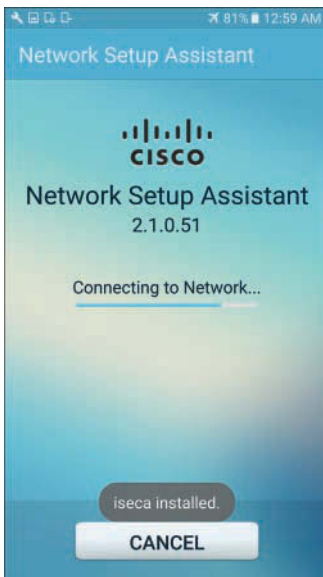 81% 12:59 AM
Network Setup Assistant
CISCO
Network Setup Assistant
2.1.0.51
Connecting to Network...
iseca installed.
CANCEL